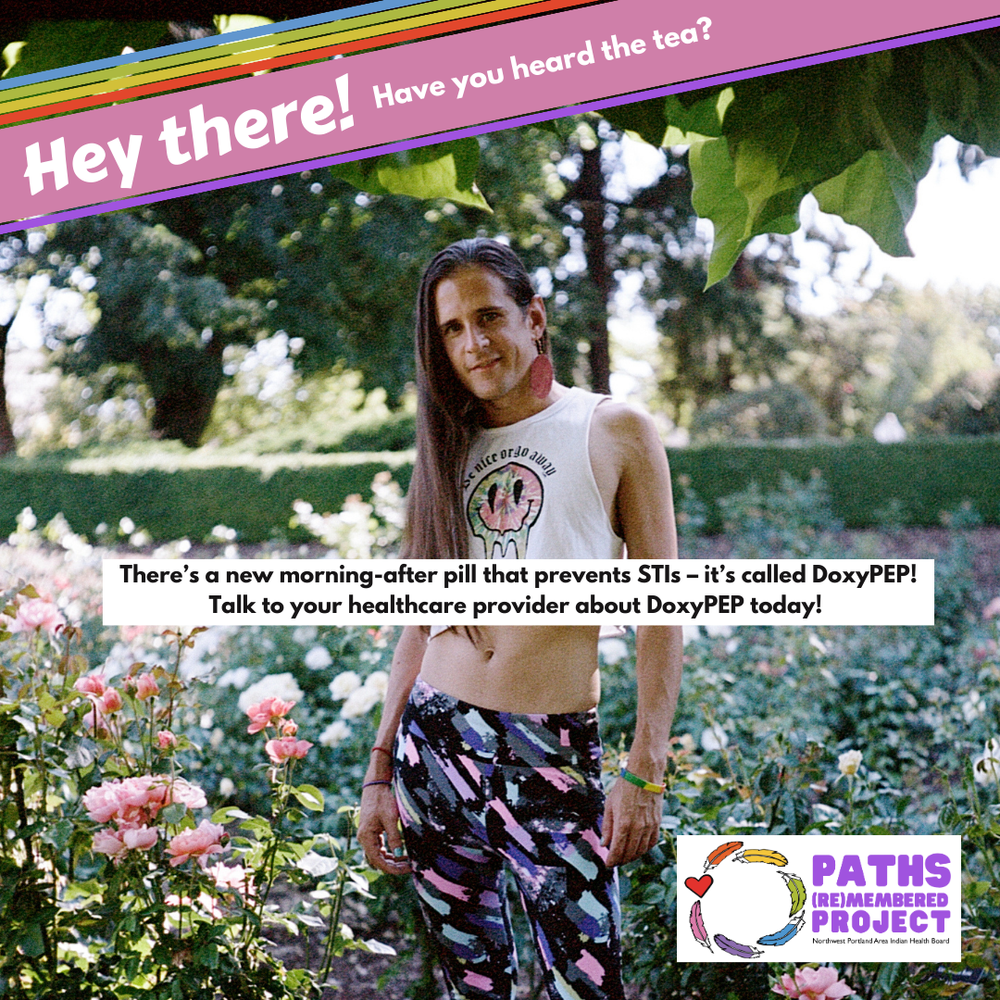 Hey there! Have you heard the tea?
Be nice or go away
There's a new morning-after pill that prevents STIs – it's called DoxyPEP!
Talk to your healthcare provider about DoxyPEP today!
PATHS
(RE)MEMBERED
PROJECT
Northwest Portland Area Indian Health Board